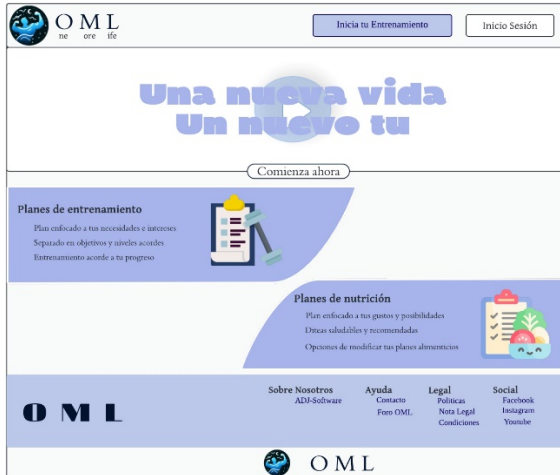 OML
ne ore ife
Inicia tu Entrenamiento
Inicio Sesión
Una nueva vida
Un nuevo tu
Comienza ahora
Planes de entrenamiento
Plan enfocado a tus necesidades e intereses
Separado en objetivos y niveles acordes
Entrenamiento acorde a tu progreso
Planes de nutrición
Plan enfocado a tus gustos y posibilidades
Diteas saludables y recomendadas
Opciones de modificar tus planes alimenticios
OML
Sobre Nosotros
ADJ-Software
Ayuda
Contacto
Foro OML
Legal
Politicas
Nota Legal
Condiciones
Social
Facebook
Instagram
Youtube
OML